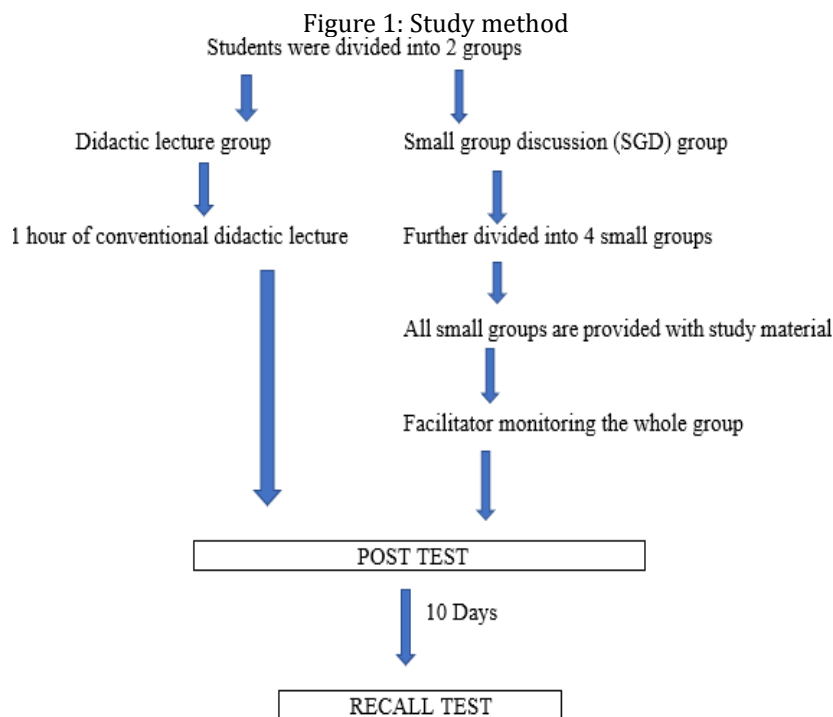 Figure 1: Study method
Students were divided into 2 groups
Didactic lecture group
Small group discussion (SGD) group
1 hour of conventional didactic lecture
Further divided into 4 small groups
All small groups are provided with study material
Facilitator monitoring the whole group
POST TEST
10 Days
RECALL TEST